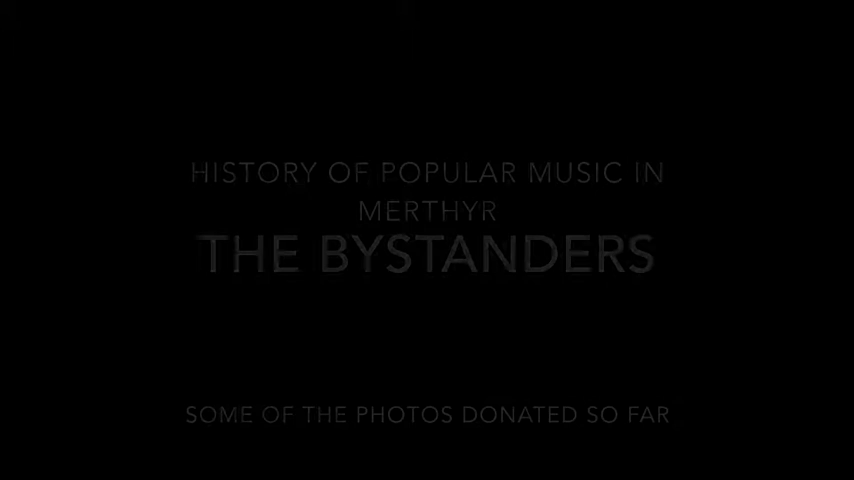 HISTORY OF POPULAR MUSIC IN
MERTHYR
THE BYSTANDERS
SOME OF THE PHOTOS DONATED SO FAR